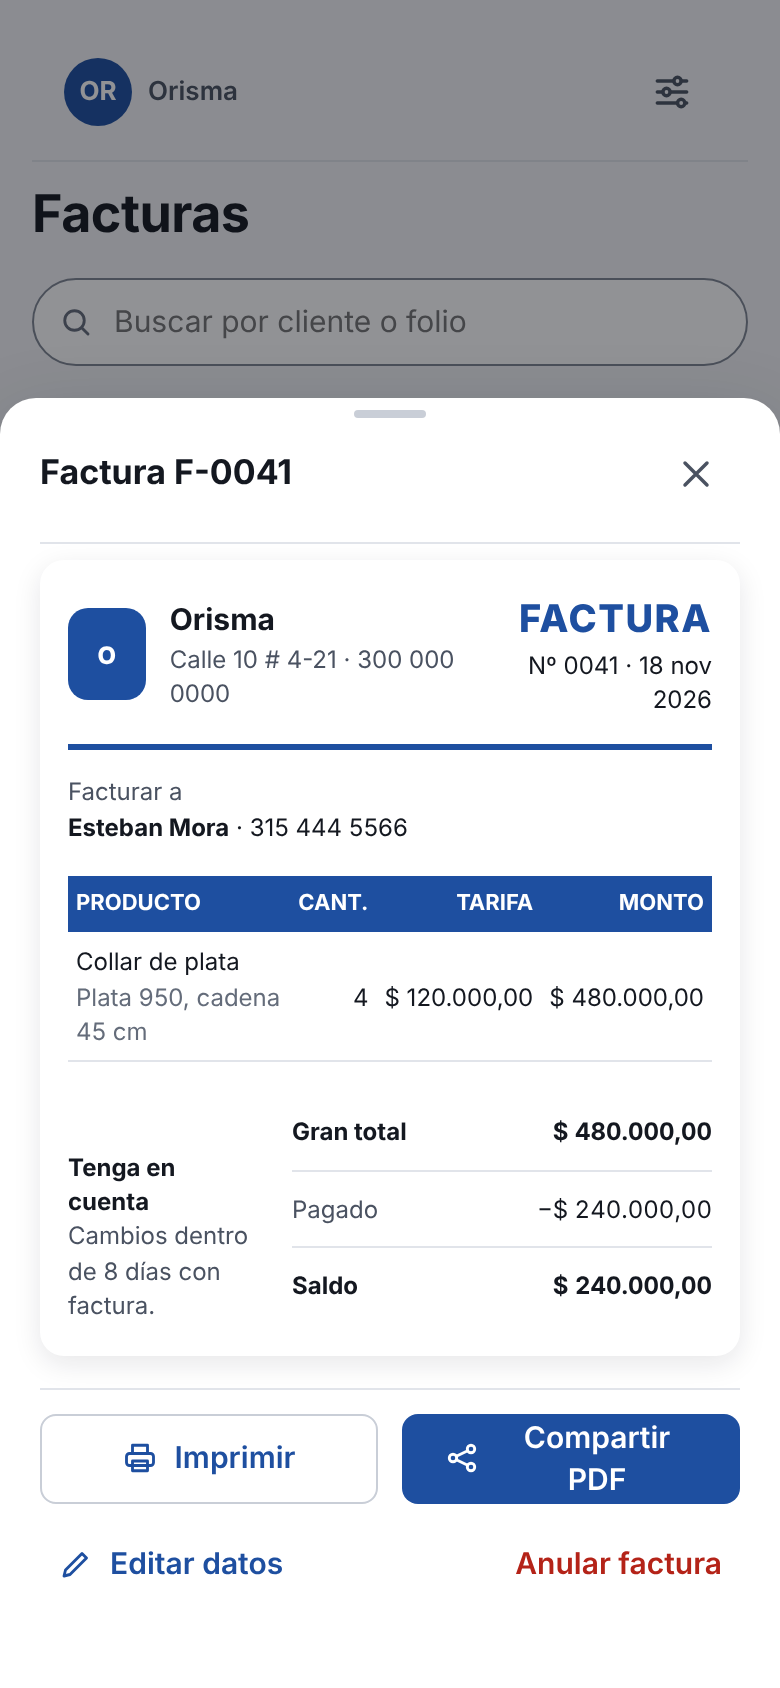 OR Orisma
Facturas
Buscar por cliente o folio
Factura F-0041
o
Orisma
Calle 10 # 4-21 · 300 000
0000
FACTURA
Nº 0041 · 18 nov
2026
Facturar a
Esteban Mora · 315 444 5566
PRODUCTO CANT. TARIFA MONTO
Collar de plata
Plata 950, cadena
45 cm
4 $ 120.000,00 $ 480.000,00
Gran total $ 480.000,00
Pagado −$ 240.000,00
Saldo $ 240.000,00
Tenga en
cuenta
Cambios dentro
de 8 días con
factura.
Imprimir
Compartir
PDF
Editar datos
Anular factura